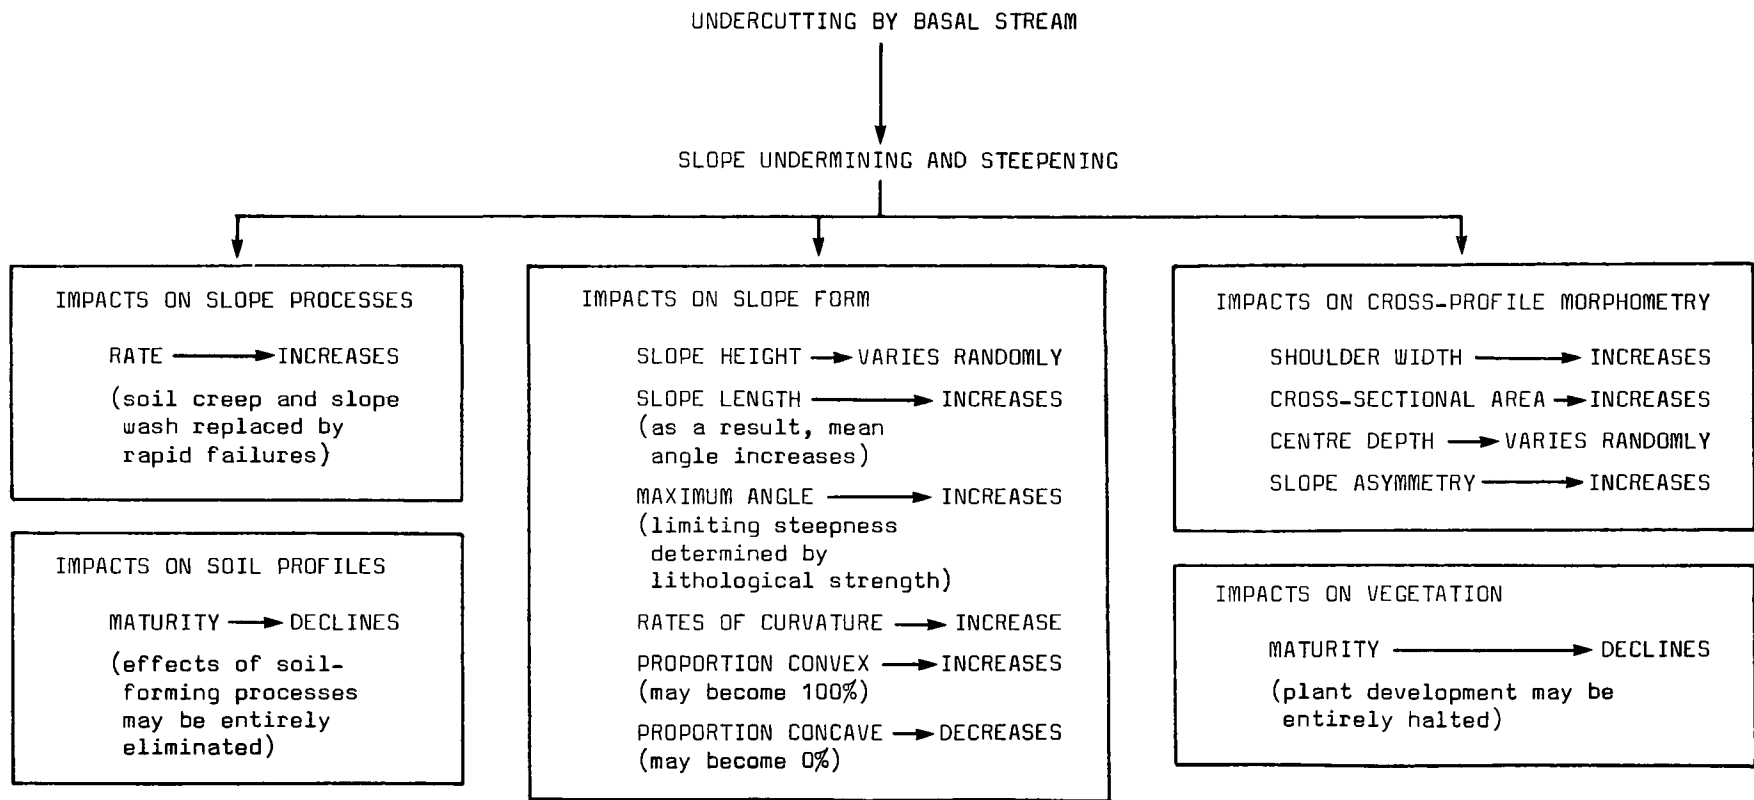 UNDERCUTTING BY BASAL STREAM
SLOPE UNDERMINING AND STEEPENING
IMPACTS ON SLOPE PROCESSES
RATE INCREASES
(soil creep and slope
wash replaced by
rapid failures)
IMPACTS ON SOIL PROFILES
MATURITY DECLINES
(effects of soil-
forming processes
may be entirely
eliminated)
IMPACTS ON SLOPE FORM
SLOPE HEIGHT VARIES RANDOMLY
SLOPE LENGTH INCREASES
(as a result, mean
angle increases)
MAXIMUM ANGLE INCREASES
(limiting steepness
determined by
lithological strength)
RATES OF CURVATURE INCREASE
PROPORTION CONVEX INCREASES
(may become 100%)
PROPORTION CONCAVE DECREASES
(may become 0%)
IMPACTS ON CROSS-PROFILE MORPHOMETRY
SHOULDER WIDTH INCREASES
CROSS-SECTIONAL AREA INCREASES
CENTRE DEPTH VARIES RANDOMLY
SLOPE ASYMMETRY INCREASES
IMPACTS ON VEGETATION
MATURITY DECLINES
(plant development may be
entirely halted)